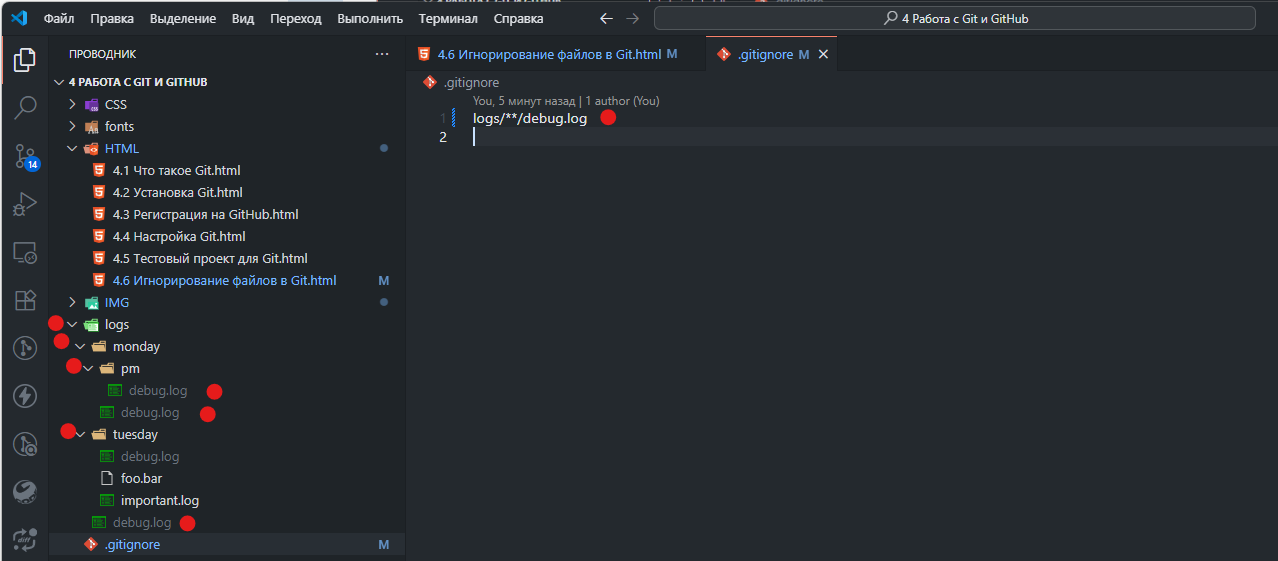 Файл Правка Выделение Вид Переход Выполнить Терминал Справка
4 Работа с Git и GitHub
ПРОВОДНИК
4 РАБОТА С GIT И GITHUB
CSS
fonts
HTML
4.1 Что такое Git.html
4.2 Установка Git.html
4.3 Регистрация на GitHub.html
4.4 Настройка Git.html
4.5 Тестовый проект для Git.html
4.6 Игнорирование файлов в Git.html M
IMG
logs
monday
pm
debug.log
debug.log
tuesday
debug.log
foo.bar
important.log
debug.log
.gitignore M
14
4.6 Игнорирование файлов в Git.html M
.gitignore M
.gitignore
You, 5 минут назад | 1 author (You)
1 logs/**/debug.log
2